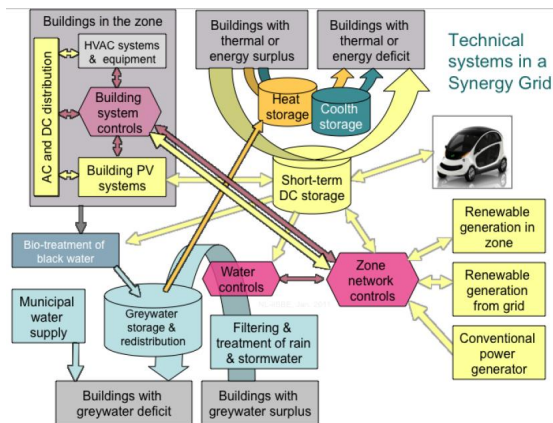 Buildings in the zone
AC and DC distribution
HVAC systems
& equipment
Building
system
controls
Building PV
systems
Buildings with
thermal or
energy surplus
Buildings with
thermal or
energy deficit
Technical
systems in a
Synergy Grid
Heat
storage
Coolth
storage
Short-term
DC storage
Bio-treatment of
black water
Water
controls
Zone
network
controls
Renewable
generation in
zone
Renewable
generation
from grid
Conventional
power
generator
Municipal
water
supply
Greywater
storage &
redistribution
Filtering &
treatment of rain
& stormwater
Buildings with
greywater deficit
Buildings with
greywater surplus